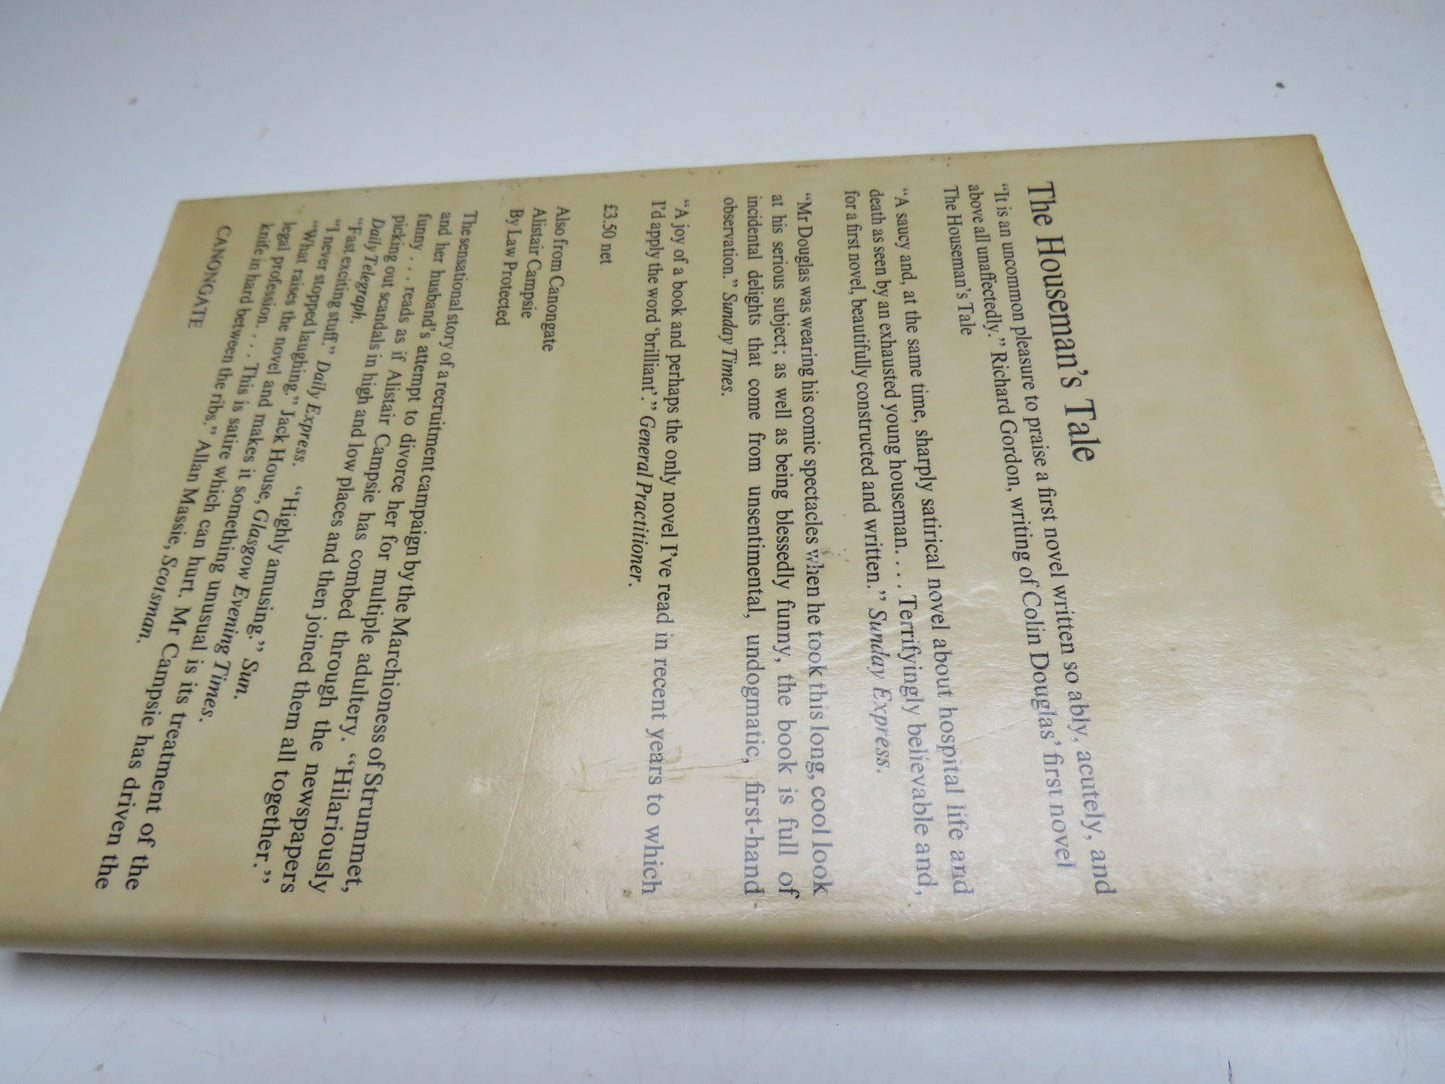 The Houseman's Tale
"It is an uncommon pleasure to praise a first novel written so ably, acutely, and
above all unaffectedly." Richard Gordon, writing of Colin Douglas' first novel
The Houseman's Tale
"A saucy and, at the same time, sharply satirical novel about hospital life and
death as seen by an exhausted young houseman. . . . Terrifyingly believable and,
for a first novel, beautifully constructed and written." Sunday Express.
"Mr Douglas was wearing his comic spectacles when he took this long, cool look
at his serious subject; as well as being blessedly funny, the book is full of
incidental delights that come from unsentimental, undogmatic, first-hand
observation." Sunday Times.
"A joy of a book and perhaps the only novel I've read in recent years to which
I'd apply the word 'brilliant'." General Practitioner.
£3.50 net
Also from Canongate
Alistair Campsie
By Law Protected
The sensational story of a recruitment campaign by the Marchioness of Strummet,
and her husband's attempt to divorce her for multiple adultery. "Hilariously
funny . . . reads as if Alistair Campsie has combed through the newspapers
picking out scandals in high and low places and then joined them all together."
Daily Telegraph.
"Fast exciting stuff." Daily Express. "Highly amusing." Sun.
"I never stopped laughing." Jack House, Glasgow Evening Times.
"What raises the novel and makes it something unusual is its treatment of the
legal profession. . . . This is satire which can hurt. Mr Campsie has driven the
knife in hard between the ribs." Allan Massie, Scotsman.
CANONGATE